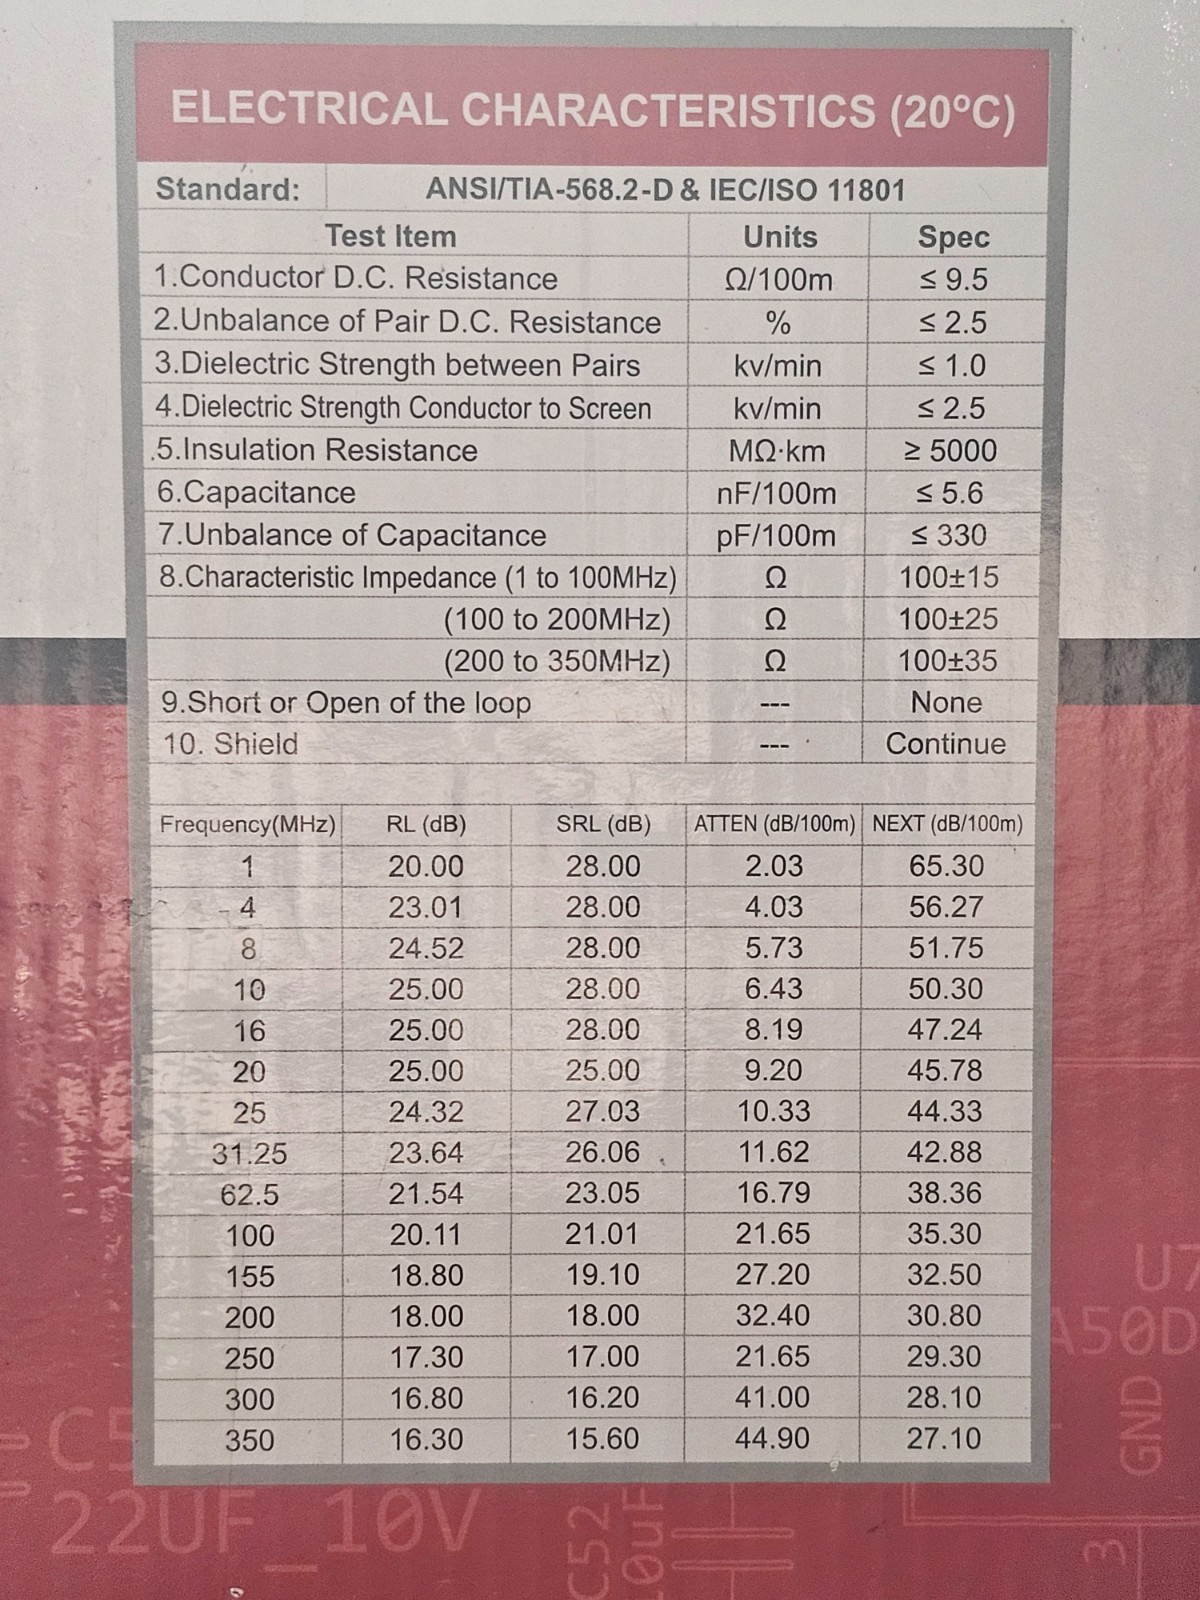 ELECTRICAL CHARACTERISTICS (20ºC)
Standard: ANSI/TIA-568.2-D & IEC/ISO 11801
Test Item Units Spec
1.Conductor D.C. Resistance Ω/100m ≤ 9.5
2.Unbalance of Pair D.C. Resistance % ≤ 2.5
3.Dielectric Strength between Pairs kv/min ≤ 1.0
4.Dielectric Strength Conductor to Screen kv/min ≤ 2.5
.5.Insulation Resistance MΩ·km ≥ 5000
6.Capacitance nF/100m ≤ 5.6
7.Unbalance of Capacitance pF/100m ≤ 330
8.Characteristic Impedance (1 to 100MHz) Ω 100±15
(100 to 200MHz) Ω 100±25
(200 to 350MHz) Ω 100±35
9.Short or Open of the loop --- None
10. Shield --- Continue
Frequency(MHz) RL (dB) SRL (dB) ATTEN (dB/100m) NEXT (dB/100m)
1 20.00 28.00 2.03 65.30
4 23.01 28.00 4.03 56.27
8 24.52 28.00 5.73 51.75
10 25.00 28.00 6.43 50.30
16 25.00 28.00 8.19 47.24
20 25.00 25.00 9.20 45.78
25 24.32 27.03 10.33 44.33
31.25 23.64 26.06 11.62 42.88
62.5 21.54 23.05 16.79 38.36
100 20.11 21.01 21.65 35.30
155 18.80 19.10 27.20 32.50
200 18.00 18.00 32.40 30.80
250 17.30 17.00 21.65 29.30
300 16.80 16.20 41.00 28.10
350 16.30 15.60 44.90 27.10
U7
A50D
GND
C5
22UF_10V
C52
10uF
3